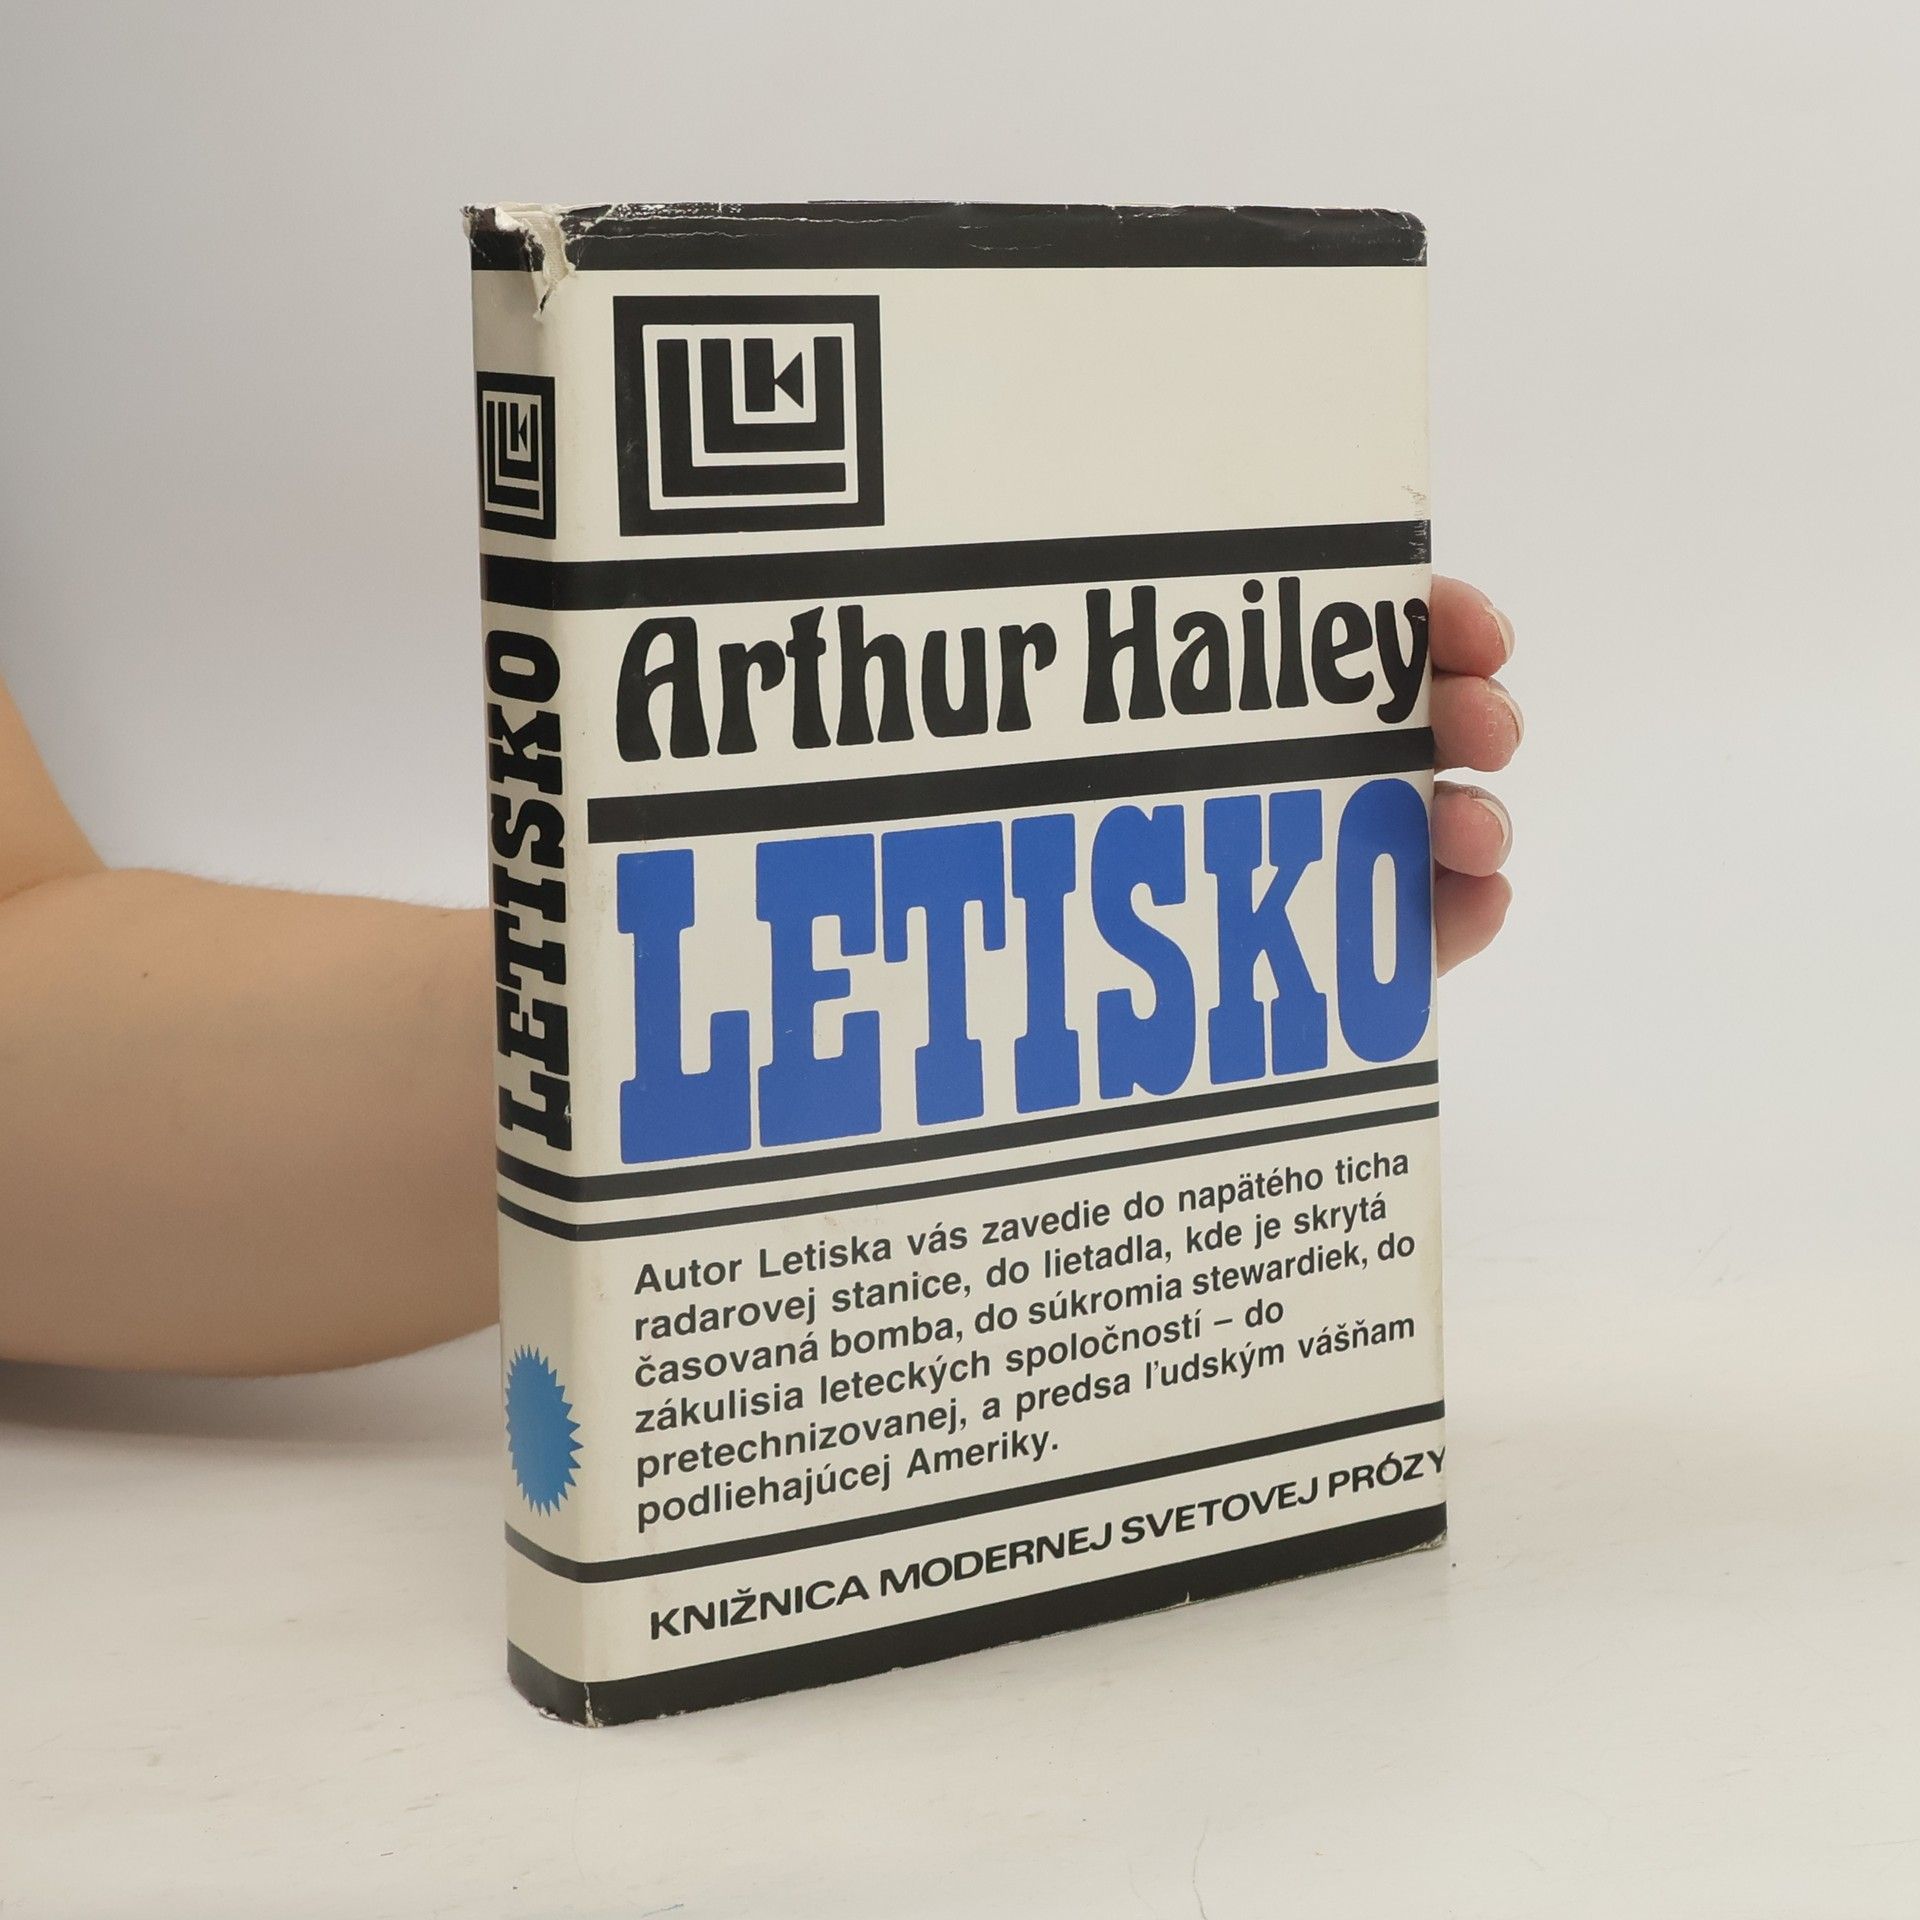 LETISKO
K
Arthur Hailey
LETISKO
Autor Letiska vás zavedie do napätého ticha
radarovej stanice, do lietadla, kde je skrytá
časovaná bomba, do súkromia stewardiek, do
zákulisia leteckých spoločností – do
pretechnizovanej, a predsa ľudským vášňam
podliehajúcej Ameriky.
KNIŽNICA MODERNEJ SVETOVEJ PRÓZY